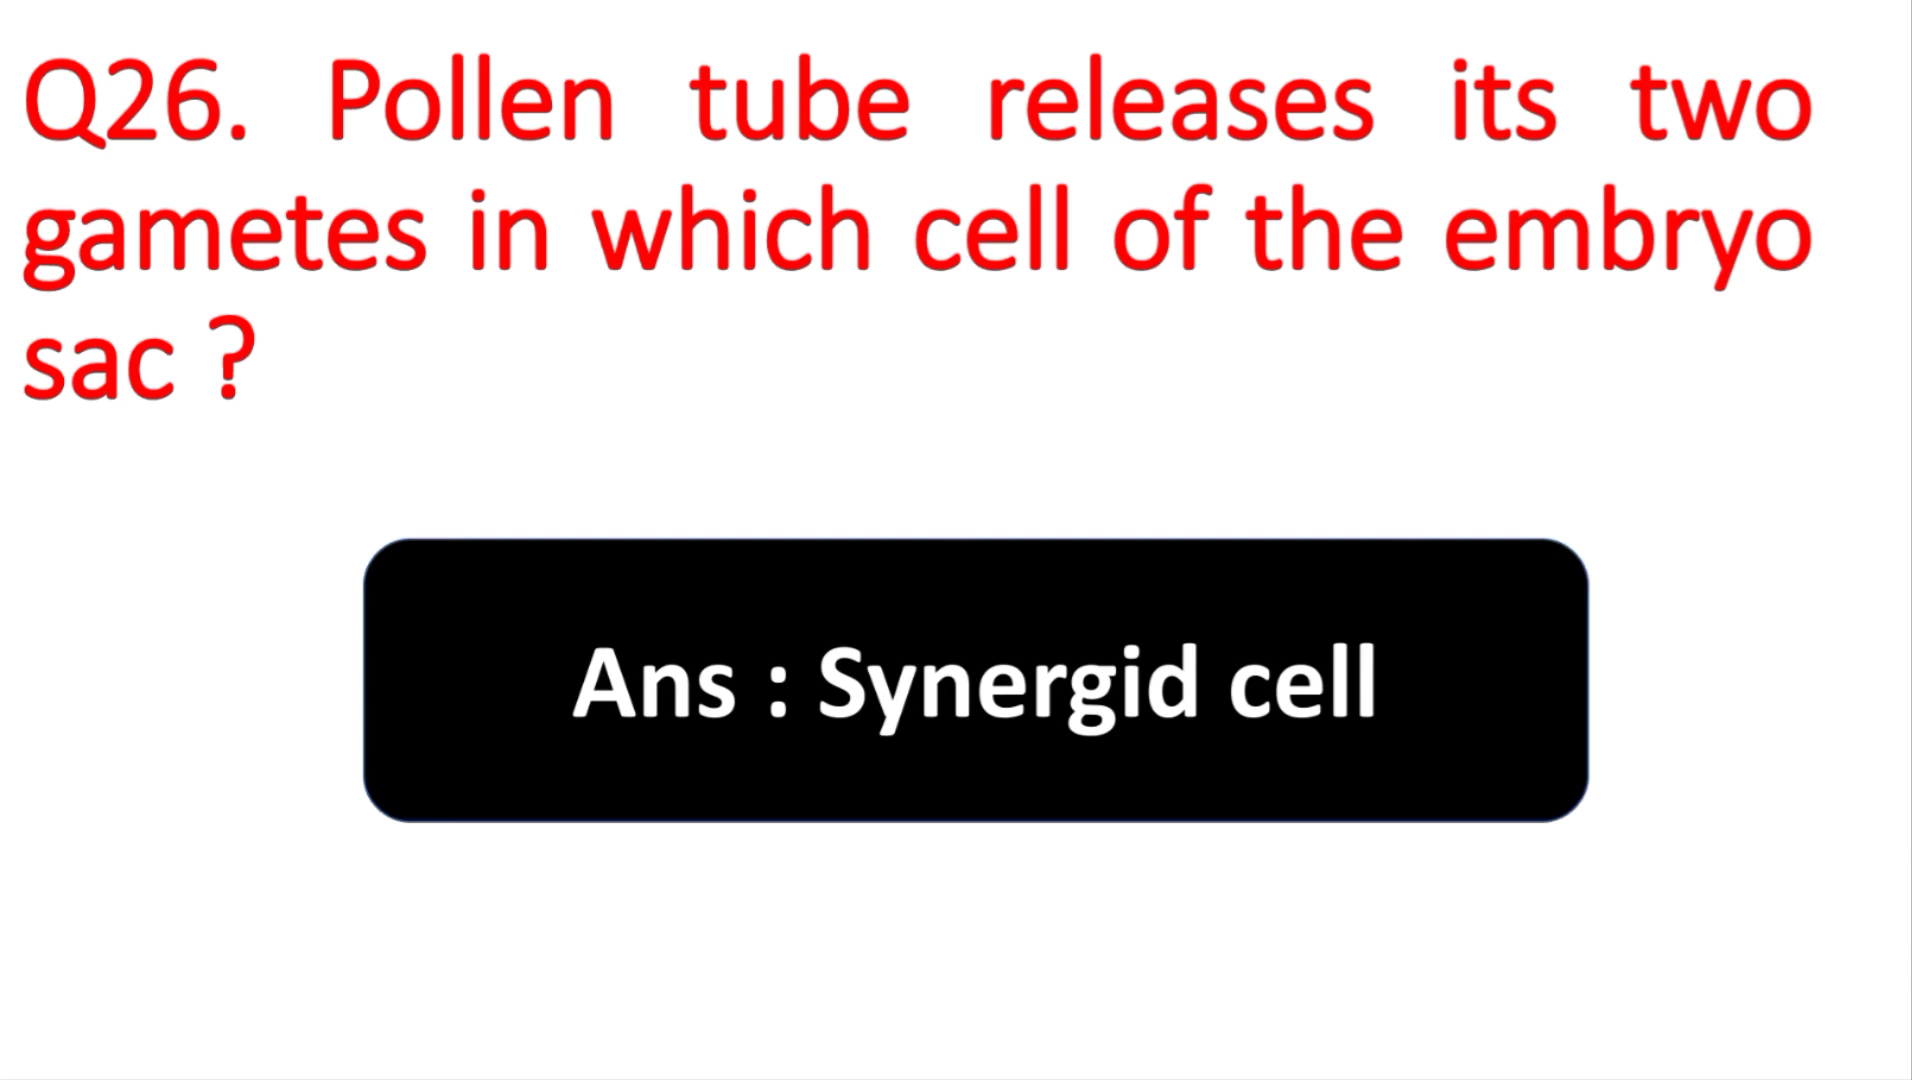 Q26. Pollen tube releases its two
gametes in which cell of the embryo
sac ?
Ans : Synergid cell